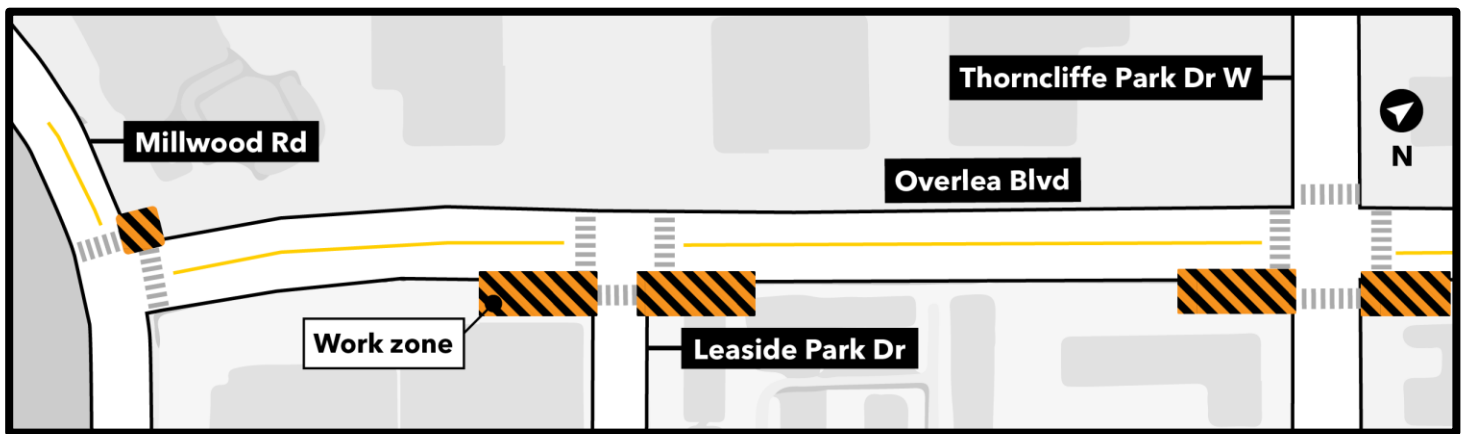 Thorncliffe Park Dr W
Millwood Rd
N
Overlea Blvd
Work zone
Leaside Park Dr